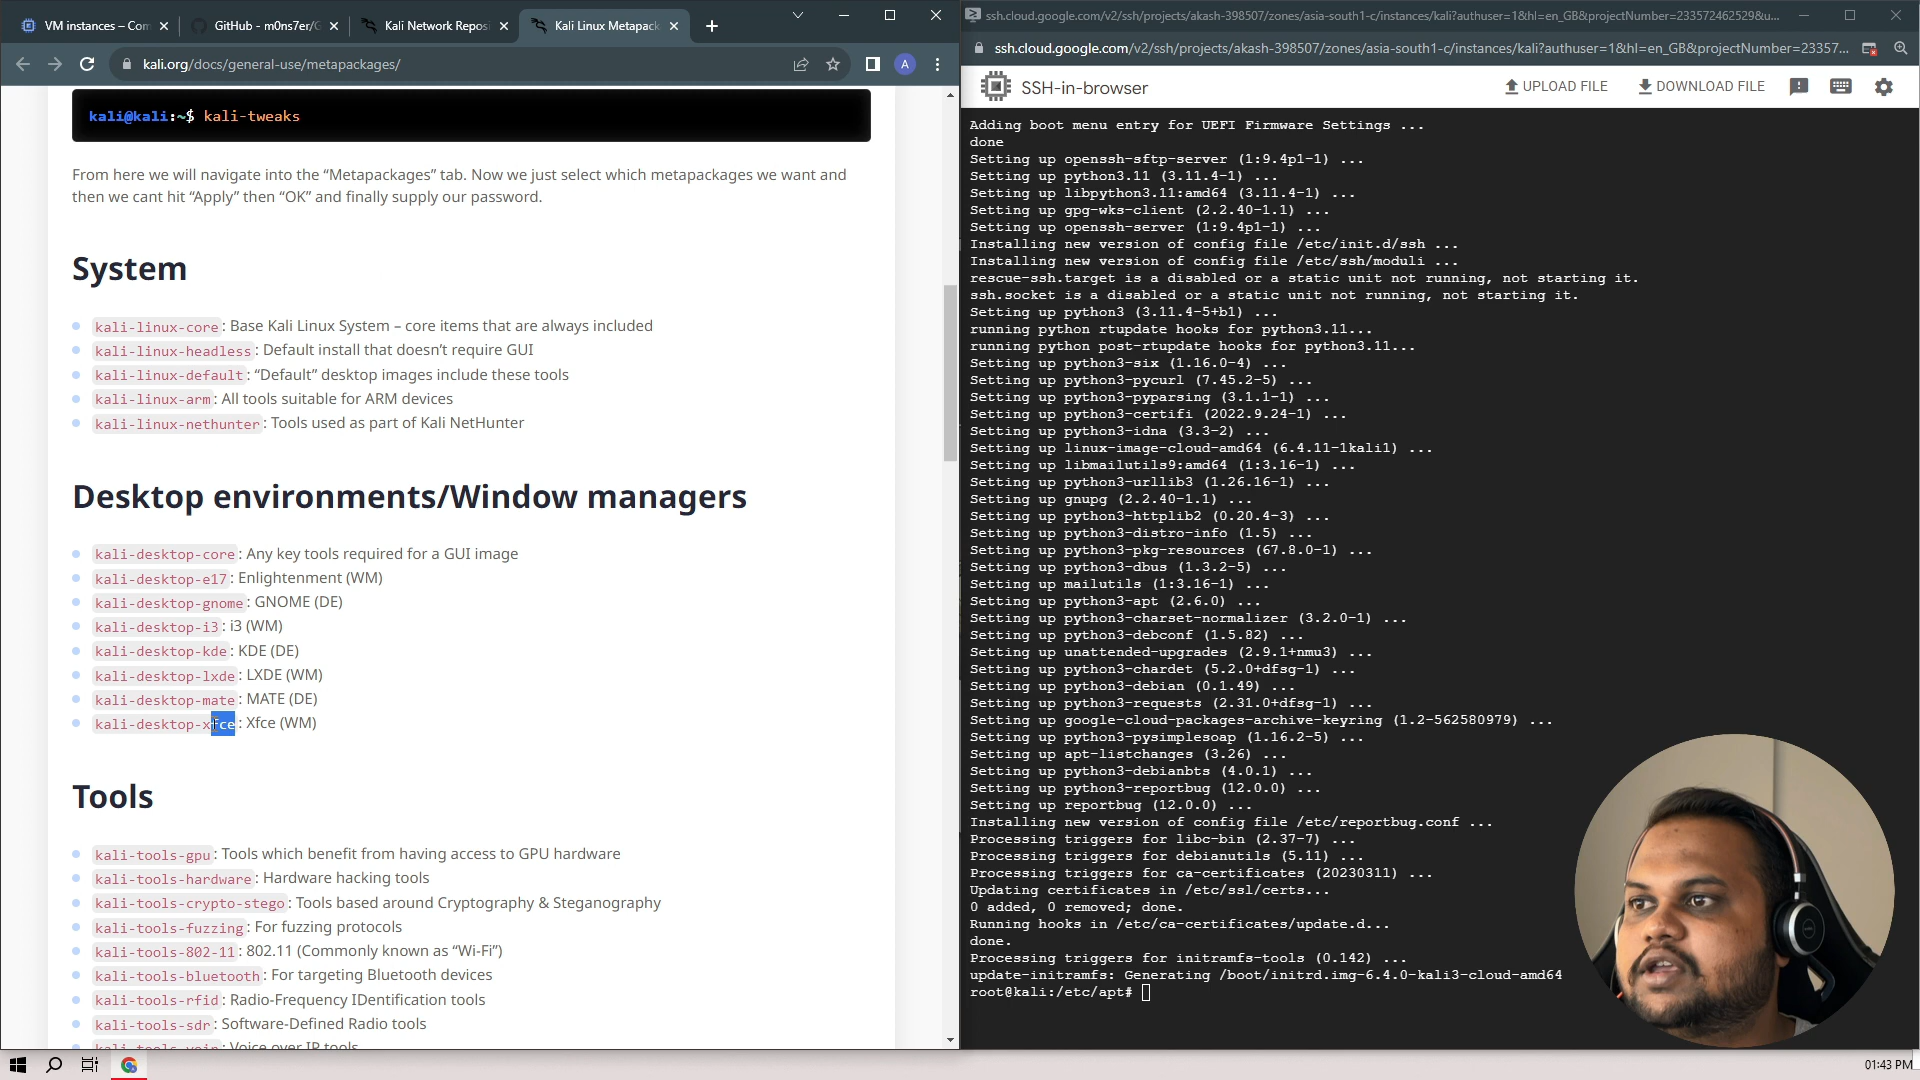 VM instances – Com
GitHub - m0ns7er/G
Kali Network Reposi
Kali Linux Metapack
kali.org/docs/general-use/metapackages/
A
kali@kali:~$ kali-tweaks
From here we will navigate into the “Metapackages” tab. Now we just select which metapackages we want and
then we cant hit “Apply” then “OK” and finally supply our password.
System
kali-linux-core: Base Kali Linux System – core items that are always included
kali-linux-headless: Default install that doesn’t require GUI
kali-linux-default: “Default” desktop images include these tools
kali-linux-arm: All tools suitable for ARM devices
kali-linux-nethunter: Tools used as part of Kali NetHunter
Desktop environments/Window managers
kali-desktop-core: Any key tools required for a GUI image
kali-desktop-e17: Enlightenment (WM)
kali-desktop-gnome: GNOME (DE)
kali-desktop-i3: i3 (WM)
kali-desktop-kde: KDE (DE)
kali-desktop-lxde: LXDE (WM)
kali-desktop-mate: MATE (DE)
kali-desktop-xfce: Xfce (WM)
Tools
kali-tools-gpu: Tools which benefit from having access to GPU hardware
kali-tools-hardware: Hardware hacking tools
kali-tools-crypto-stego: Tools based around Cryptography & Steganography
kali-tools-fuzzing: For fuzzing protocols
kali-tools-802-11: 802.11 (Commonly known as “Wi-Fi”)
kali-tools-bluetooth: For targeting Bluetooth devices
kali-tools-rfid: Radio-Frequency IDentification tools
kali-tools-sdr: Software-Defined Radio tools
kali-tools-voip: Voice over IP tools
ssh.cloud.google.com/v2/ssh/projects/akash-398507/zones/asia-south1-c/instances/kali?authuser=1&hl=en_GB&projectNumber=233572462529&u...
ssh.cloud.google.com/v2/ssh/projects/akash-398507/zones/asia-south1-c/instances/kali?authuser=1&hl=en_GB&projectNumber=23357...
SSH-in-browser
UPLOAD FILE
DOWNLOAD FILE
Adding boot menu entry for UEFI Firmware Settings ...
done
Setting up openssh-sftp-server (1:9.4p1-1) ...
Setting up python3.11 (3.11.4-1) ...
Setting up libpython3.11:amd64 (3.11.4-1) ...
Setting up gpg-wks-client (2.2.40-1.1) ...
Setting up openssh-server (1:9.4p1-1) ...
Installing new version of config file /etc/init.d/ssh ...
Installing new version of config file /etc/ssh/moduli ...
rescue-ssh.target is a disabled or a static unit not running, not starting it.
ssh.socket is a disabled or a static unit not running, not starting it.
Setting up python3 (3.11.4-5+b1) ...
running python rtupdate hooks for python3.11...
running python post-rtupdate hooks for python3.11...
Setting up python3-six (1.16.0-4) ...
Setting up python3-pycurl (7.45.2-5) ...
Setting up python3-pyparsing (3.1.1-1) ...
Setting up python3-certifi (2022.9.24-1) ...
Setting up python3-idna (3.3-2) ...
Setting up linux-image-cloud-amd64 (6.4.11-1kali1) ...
Setting up libmailutils9:amd64 (1:3.16-1) ...
Setting up python3-urllib3 (1.26.16-1) ...
Setting up gnupg (2.2.40-1.1) ...
Setting up python3-httplib2 (0.20.4-3) ...
Setting up python3-distro-info (1.5) ...
Setting up python3-pkg-resources (67.8.0-1) ...
Setting up python3-dbus (1.3.2-5) ...
Setting up mailutils (1:3.16-1) ...
Setting up python3-apt (2.6.0) ...
Setting up python3-charset-normalizer (3.2.0-1) ...
Setting up python3-debconf (1.5.82) ...
Setting up unattended-upgrades (2.9.1+nmu3) ...
Setting up python3-chardet (5.2.0+dfsg-1) ...
Setting up python3-debian (0.1.49) ...
Setting up python3-requests (2.31.0+dfsg-1) ...
Setting up google-cloud-packages-archive-keyring (1.2-562580979) ...
Setting up python3-pysimplesoap (1.16.2-5) ...
Setting up apt-listchanges (3.26) ...
Setting up python3-debianbts (4.0.1) ...
Setting up python3-reportbug (12.0.0) ...
Setting up reportbug (12.0.0) ...
Installing new version of config file /etc/reportbug.conf ...
Processing triggers for libc-bin (2.37-7) ...
Processing triggers for debianutils (5.11) ...
Processing triggers for ca-certificates (20230311) ...
Updating certificates in /etc/ssl/certs...
0 added, 0 removed; done.
Running hooks in /etc/ca-certificates/update.d...
done.
Processing triggers for initramfs-tools (0.142) ...
update-initramfs: Generating /boot/initrd.img-6.4.0-kali3-cloud-amd64
root@kali:/etc/apt#
01:43 PM